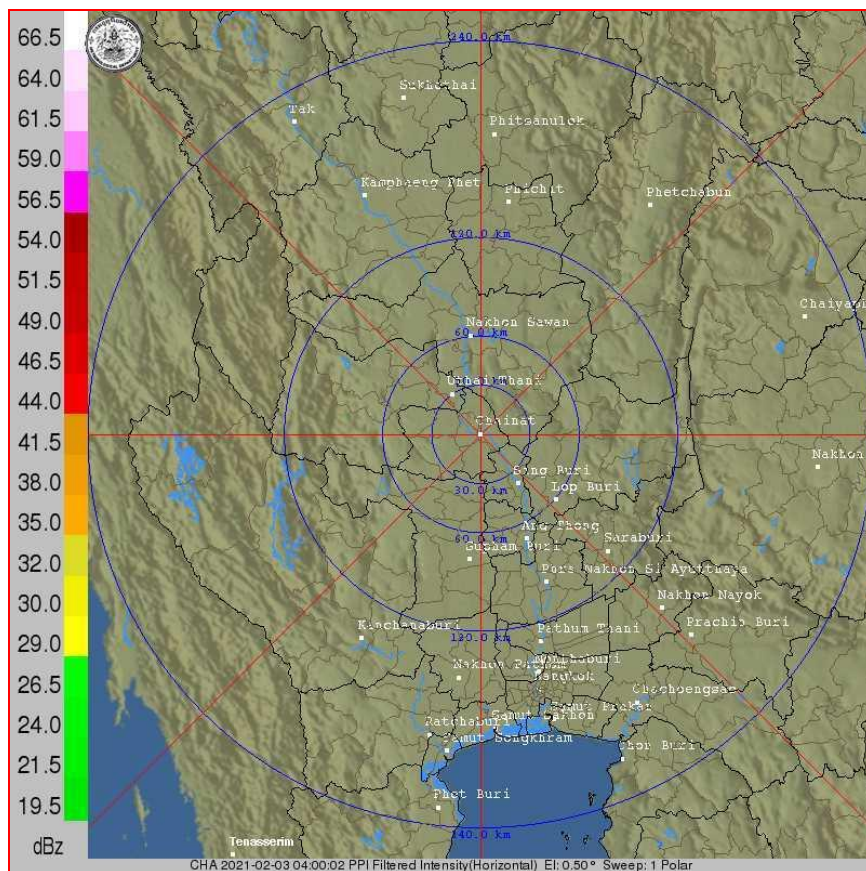 66.5
64.0
61.5
59.0
56.5
54.0
51.5
49.0
46.5
44.0
41.5
38.0
35.0
32.0
30.0
29.0
26.5
24.0
21.5
19.5
dBz
240.0 km
Sukhothai
Tak
Phitsanulok
Kamphaeng Phet
Phichit
Phetchabun
120.0 km
Chaiyap
Nakhon Sawan
60.0 km
Uthai Thani
Chainat
Nakhon
Sing Buri
30.0 km
Lop Buri
Ang Thong
60.0 km
Suphan Buri
Saraburi
Pora Nakhon Si Ayutthaya
Nakhon Nayok
Kanchanaburi
120.0 km
Pathum Thani
Prachin Buri
Nonthaburi
Nakhon Pathom
Bangkok
Chachoengsao
Samut Prakan
Samut Sakhon
Ratchaburi
Samut Songkhram
Chon Buri
Phet Buri
240.0 km
Tenasserim
CHA 2021-02-03 04:00:02 PPI Filtered Intensity(Horizontal) El: 0.50° Sweep: 1 Polar